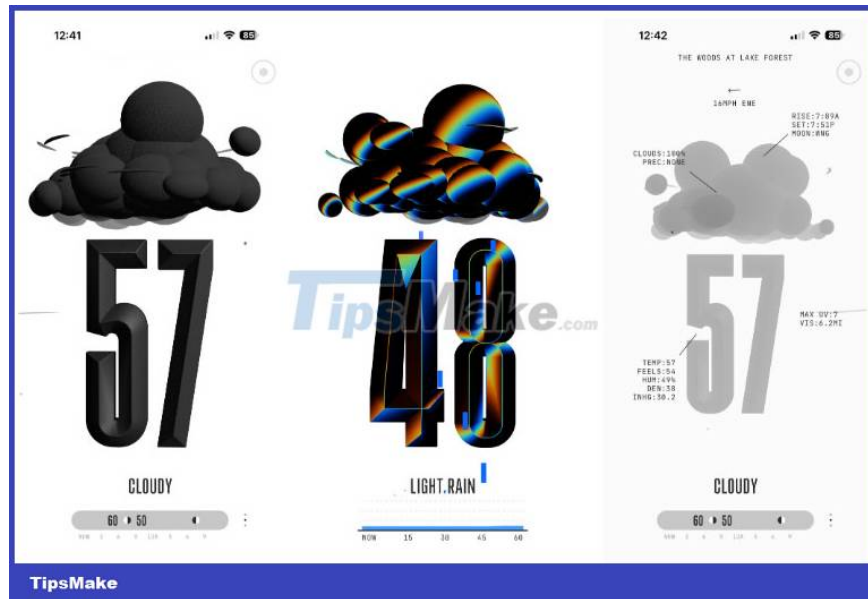 12:41
85
57
CLOUDY
60 50
48
LIGHT.RAIN
NOW 15 30 45 60
TipsMake.com
12:42
85
THE WOODS AT LAKE FOREST
←
16MPH ENE
RISE:7:09A
SET:7:51P
CLOUDS:100%
PREC:NONE
57
MAX UV:7
VIS:6.2MI
TEMP:57
FEELS:54
HUM:49%
DEW:38
INHG:30.2
CLOUDY
60 50
TipsMake